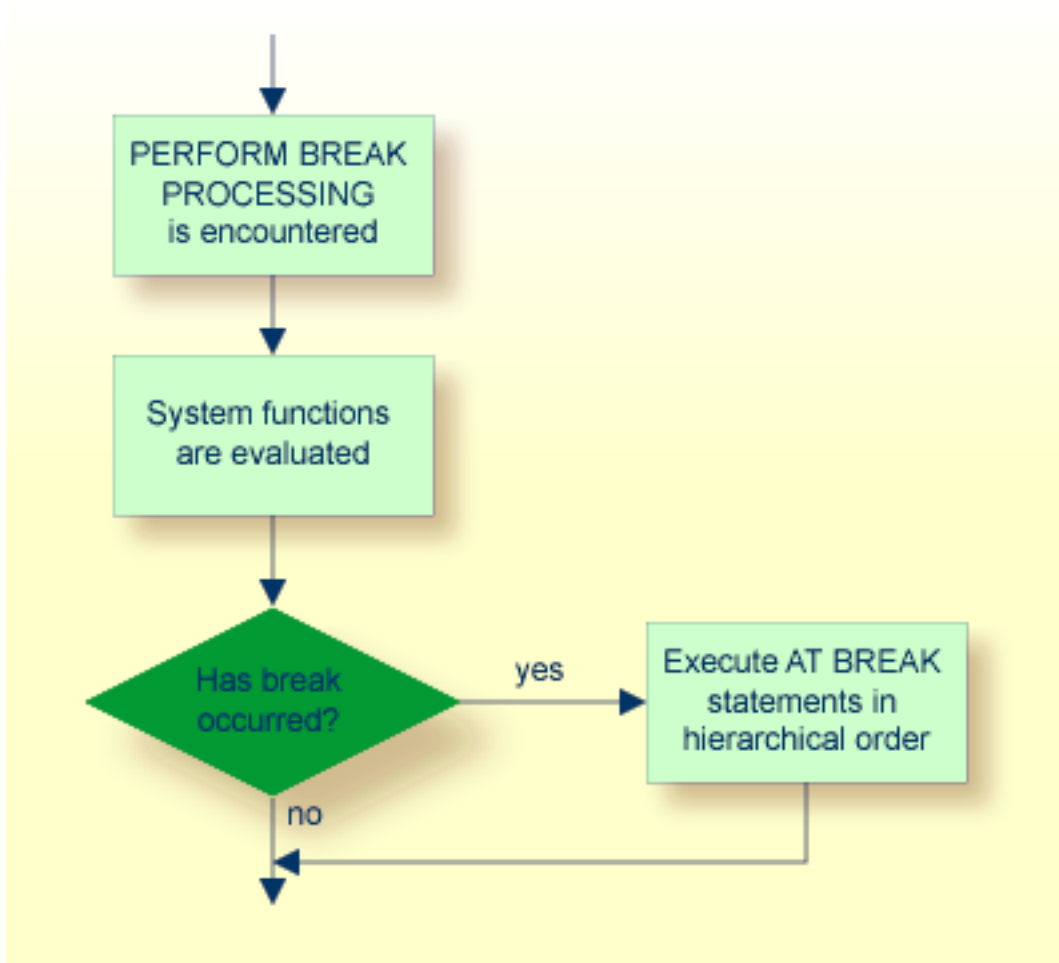 PERFORM BREAK
PROCESSING
is encountered
System functions
are evaluated
Has break
occurred?
yes
Execute AT BREAK
statements in
hierarchical order
no